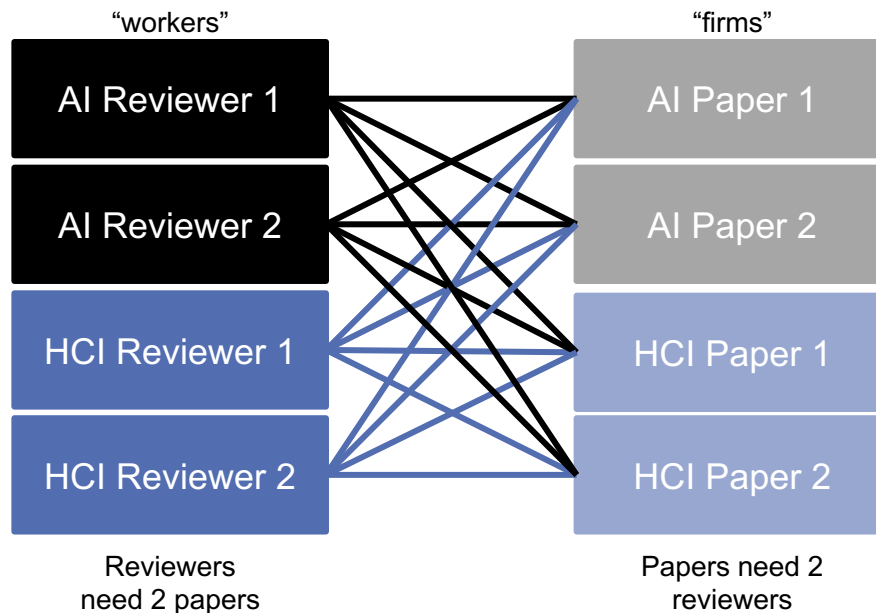 “workers”
“firms”
AI Reviewer 1
AI Paper 1
AI Reviewer 2
AI Paper 2
HCI Reviewer 1
HCI Paper 1
HCI Reviewer 2
HCI Paper 2
Reviewers
need 2 papers
Papers need 2
reviewers